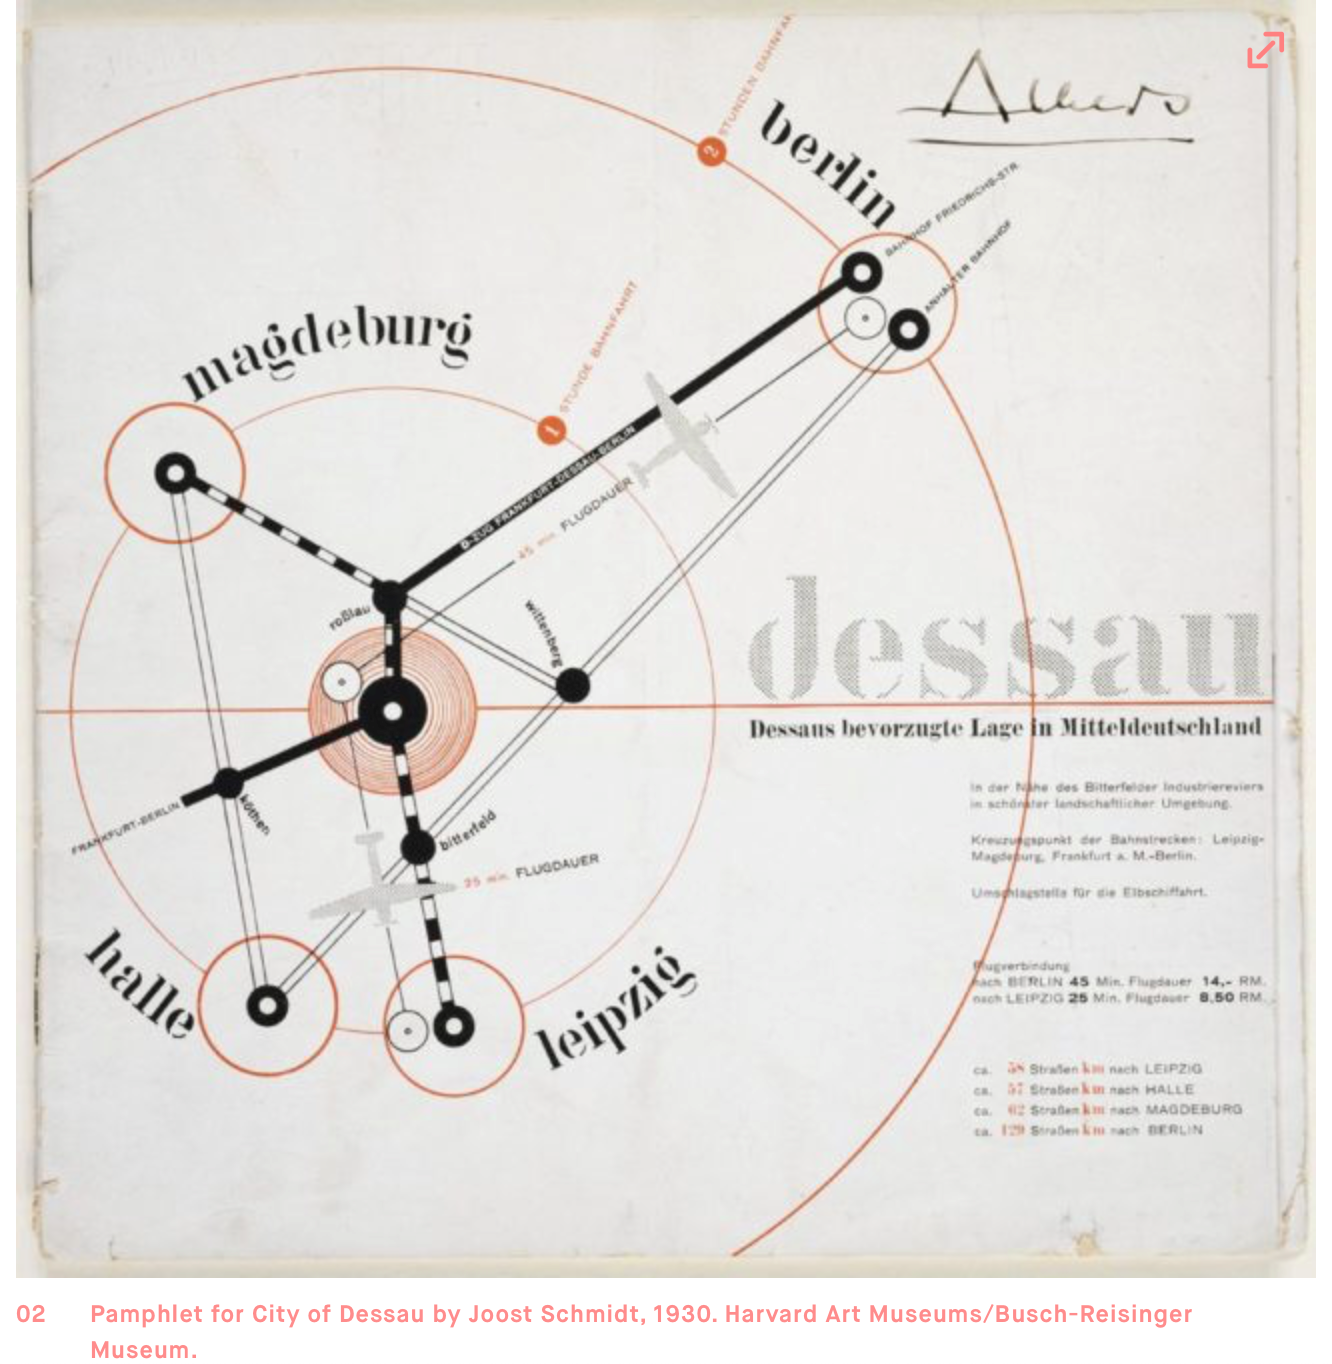 Albers
2 STUNDEN BAHNFAH
berlin
BAHNHOF FRIEDRICHS-STR.
ANHALTER BAHNHOF
magdeburg
1 STUNDE BAHNFAHRT
D-ZUG FRANKFURT-DESSAU-BERLIN
45 min. FLUGDAUER
roßlau
wittenberg
dessau
Dessaus bevorzugte Lage in Mitteldeutschland
In der Nähe des Bitterfelder Industriereviers
in schönster landschaftlicher Umgebung.
Kreuzungspunkt der Bahnstrecken: Leipzig-
Magdeburg, Frankfurt a. M.-Berlin.
Umschlagstelle für die Elbschiffahrt.
FRANKFURT-BERLIN
köthen
bitterfeld
25 min. FLUGDAUER
halle
leipzig
Flugverbindung
nach BERLIN 45 Min. Flugdauer 14,- RM.
nach LEIPZIG 25 Min. Flugdauer 8.50 RM.
ca. 58 Straßen km nach LEIPZIG
ca. 57 Straßen km nach HALLE
ca. 62 Straßen km nach MAGDEBURG
ca. 129 Straßen km nach BERLIN
02 Pamphlet for City of Dessau by Joost Schmidt, 1930. Harvard Art Museums/Busch-Reisinger
Museum.